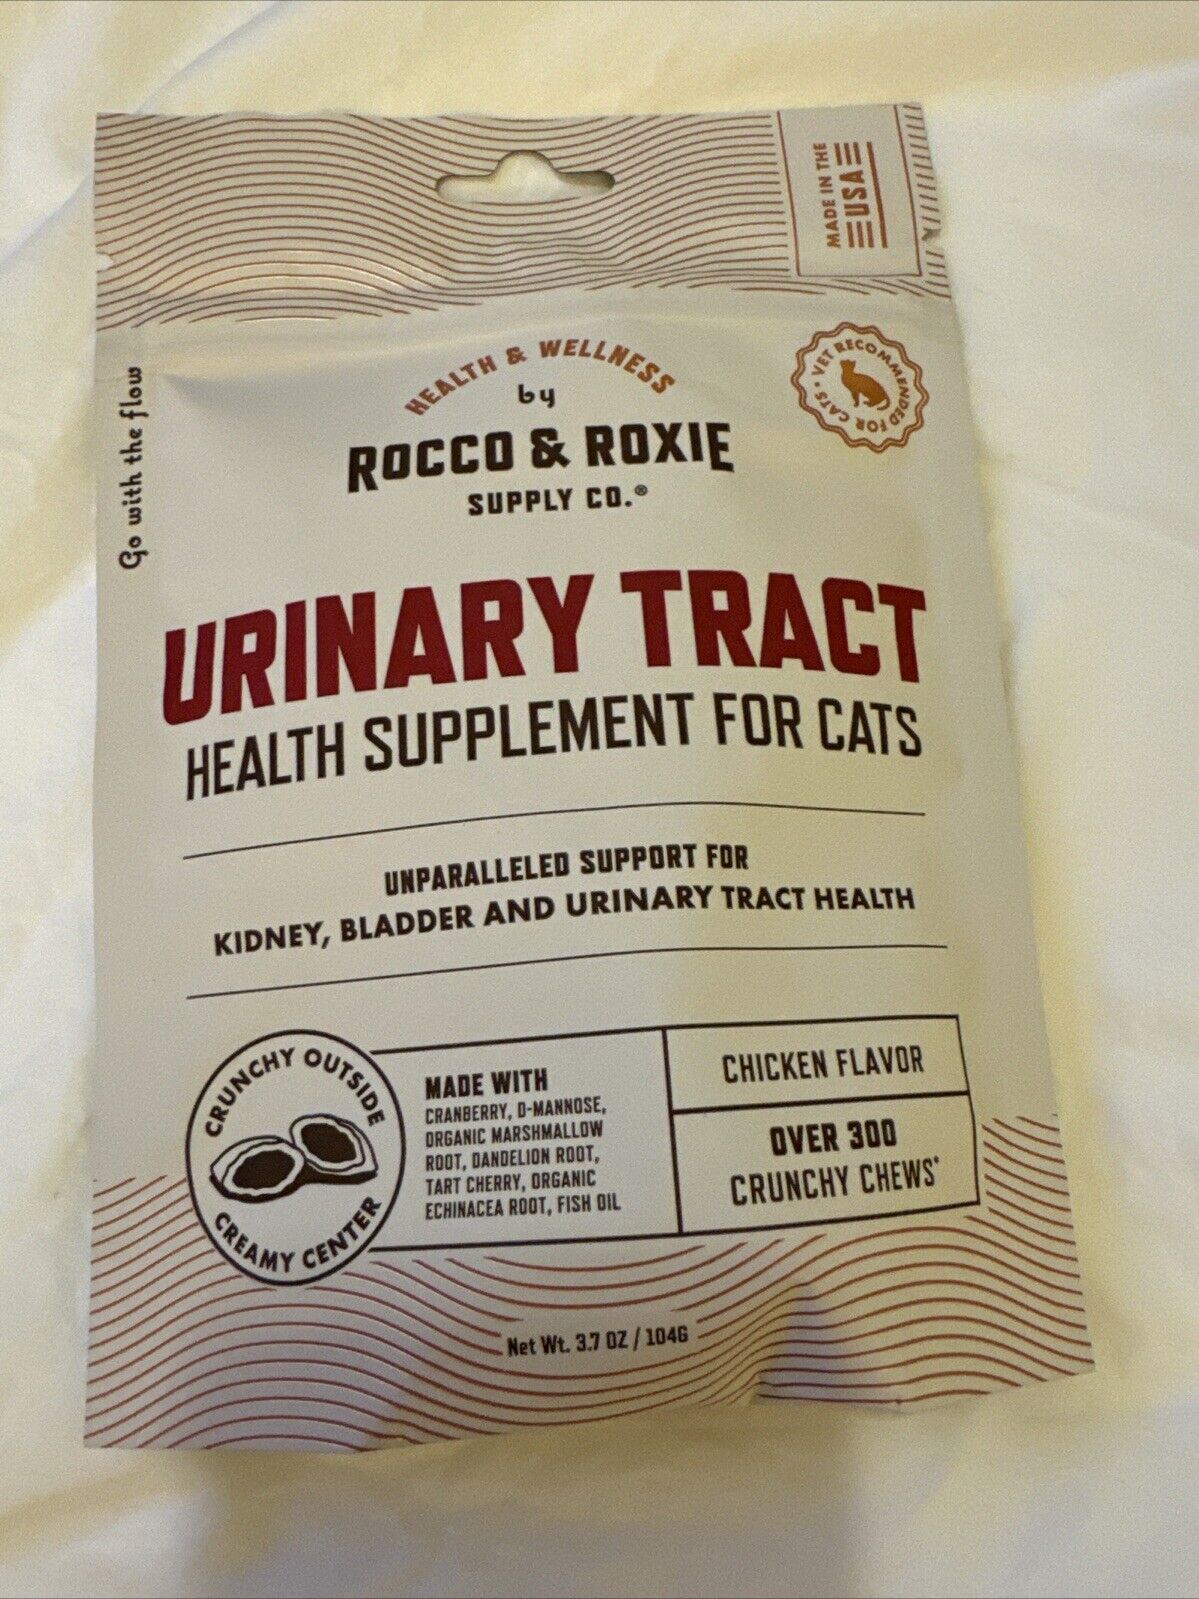 MADE IN THE
USA
VET RECOMMENDED FOR CATS
Go with the flow
HEALTH & WELLNESS
by
ROCCO & ROXIE
SUPPLY CO.®
URINARY TRACT
HEALTH SUPPLEMENT FOR CATS
UNPARALLELED SUPPORT FOR
KIDNEY, BLADDER AND URINARY TRACT HEALTH
CRUNCHY OUTSIDE
CREAMY CENTER
MADE WITH
CRANBERRY, D-MANNOSE,
ORGANIC MARSHMALLOW
ROOT, DANDELION ROOT,
TART CHERRY, ORGANIC
ECHINACEA ROOT, FISH OIL
CHICKEN FLAVOR
OVER 300
CRUNCHY CHEWS*
Net Wt. 3.7 OZ / 104G